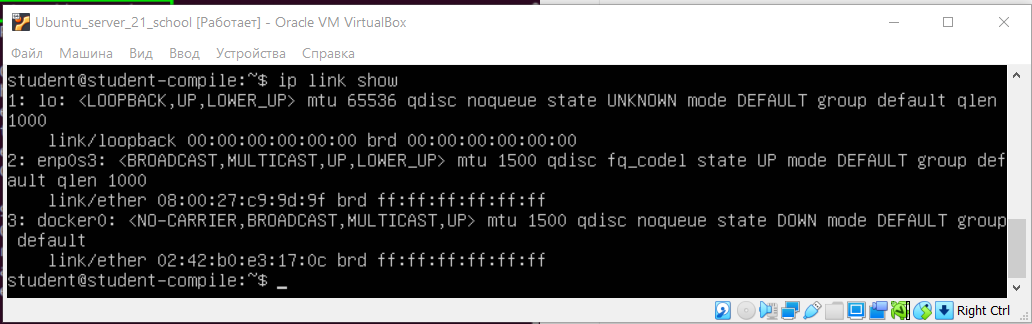 Ubuntu_server_21_school [Работает] - Oracle VM VirtualBox
Файл Машина Вид Ввод Устройства Справка
student@student-compile:~$ ip link show
1: lo: <LOOPBACK,UP,LOWER_UP> mtu 65536 qdisc noqueue state UNKNOWN mode DEFAULT group default qlen
1000
    link/loopback 00:00:00:00:00:00 brd 00:00:00:00:00:00
2: enp0s3: <BROADCAST,MULTICAST,UP,LOWER_UP> mtu 1500 qdisc fq_codel state UP mode DEFAULT group def
ault qlen 1000
    link/ether 08:00:27:c9:9d:9f brd ff:ff:ff:ff:ff:ff
3: docker0: <NO-CARRIER,BROADCAST,MULTICAST,UP> mtu 1500 qdisc noqueue state DOWN mode DEFAULT group
 default
    link/ether 02:42:b0:e3:17:0c brd ff:ff:ff:ff:ff:ff
student@student-compile:~$ _
Right Ctrl